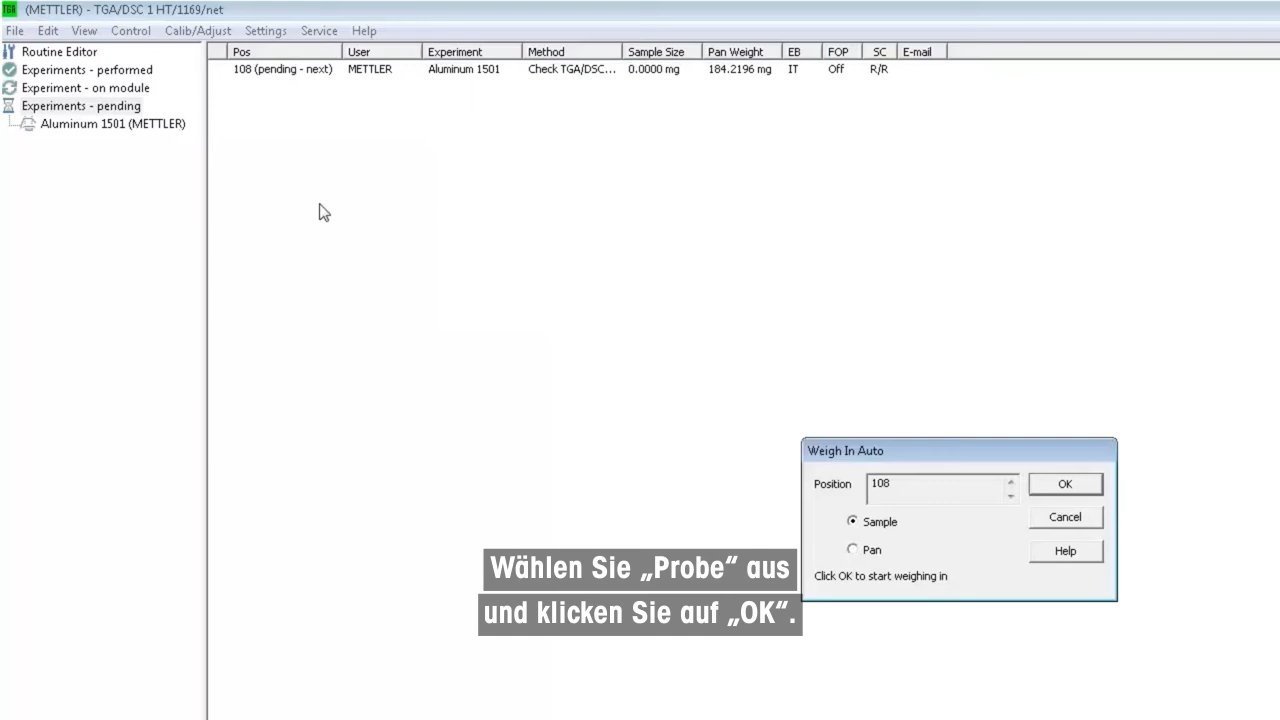 TGA (METTLER) - TGA/DSC 1 HT/1169/net
File Edit View Control Calib/Adjust Settings Service Help
Routine Editor
Experiments - performed
Experiment - on module
Experiments - pending
Aluminum 1501 (METTLER)
Pos User Experiment Method Sample Size Pan Weight EB FOP SC E-mail
108 (pending - next) METTLER Aluminum 1501 Check TGA/DSC... 0.0000 mg 184.2196 mg IT Off R/R
Weigh In Auto
Position 108 OK
Sample Cancel
Pan Help
Click OK to start weighing in
Wählen Sie „Probe“ aus
und klicken Sie auf „OK“.